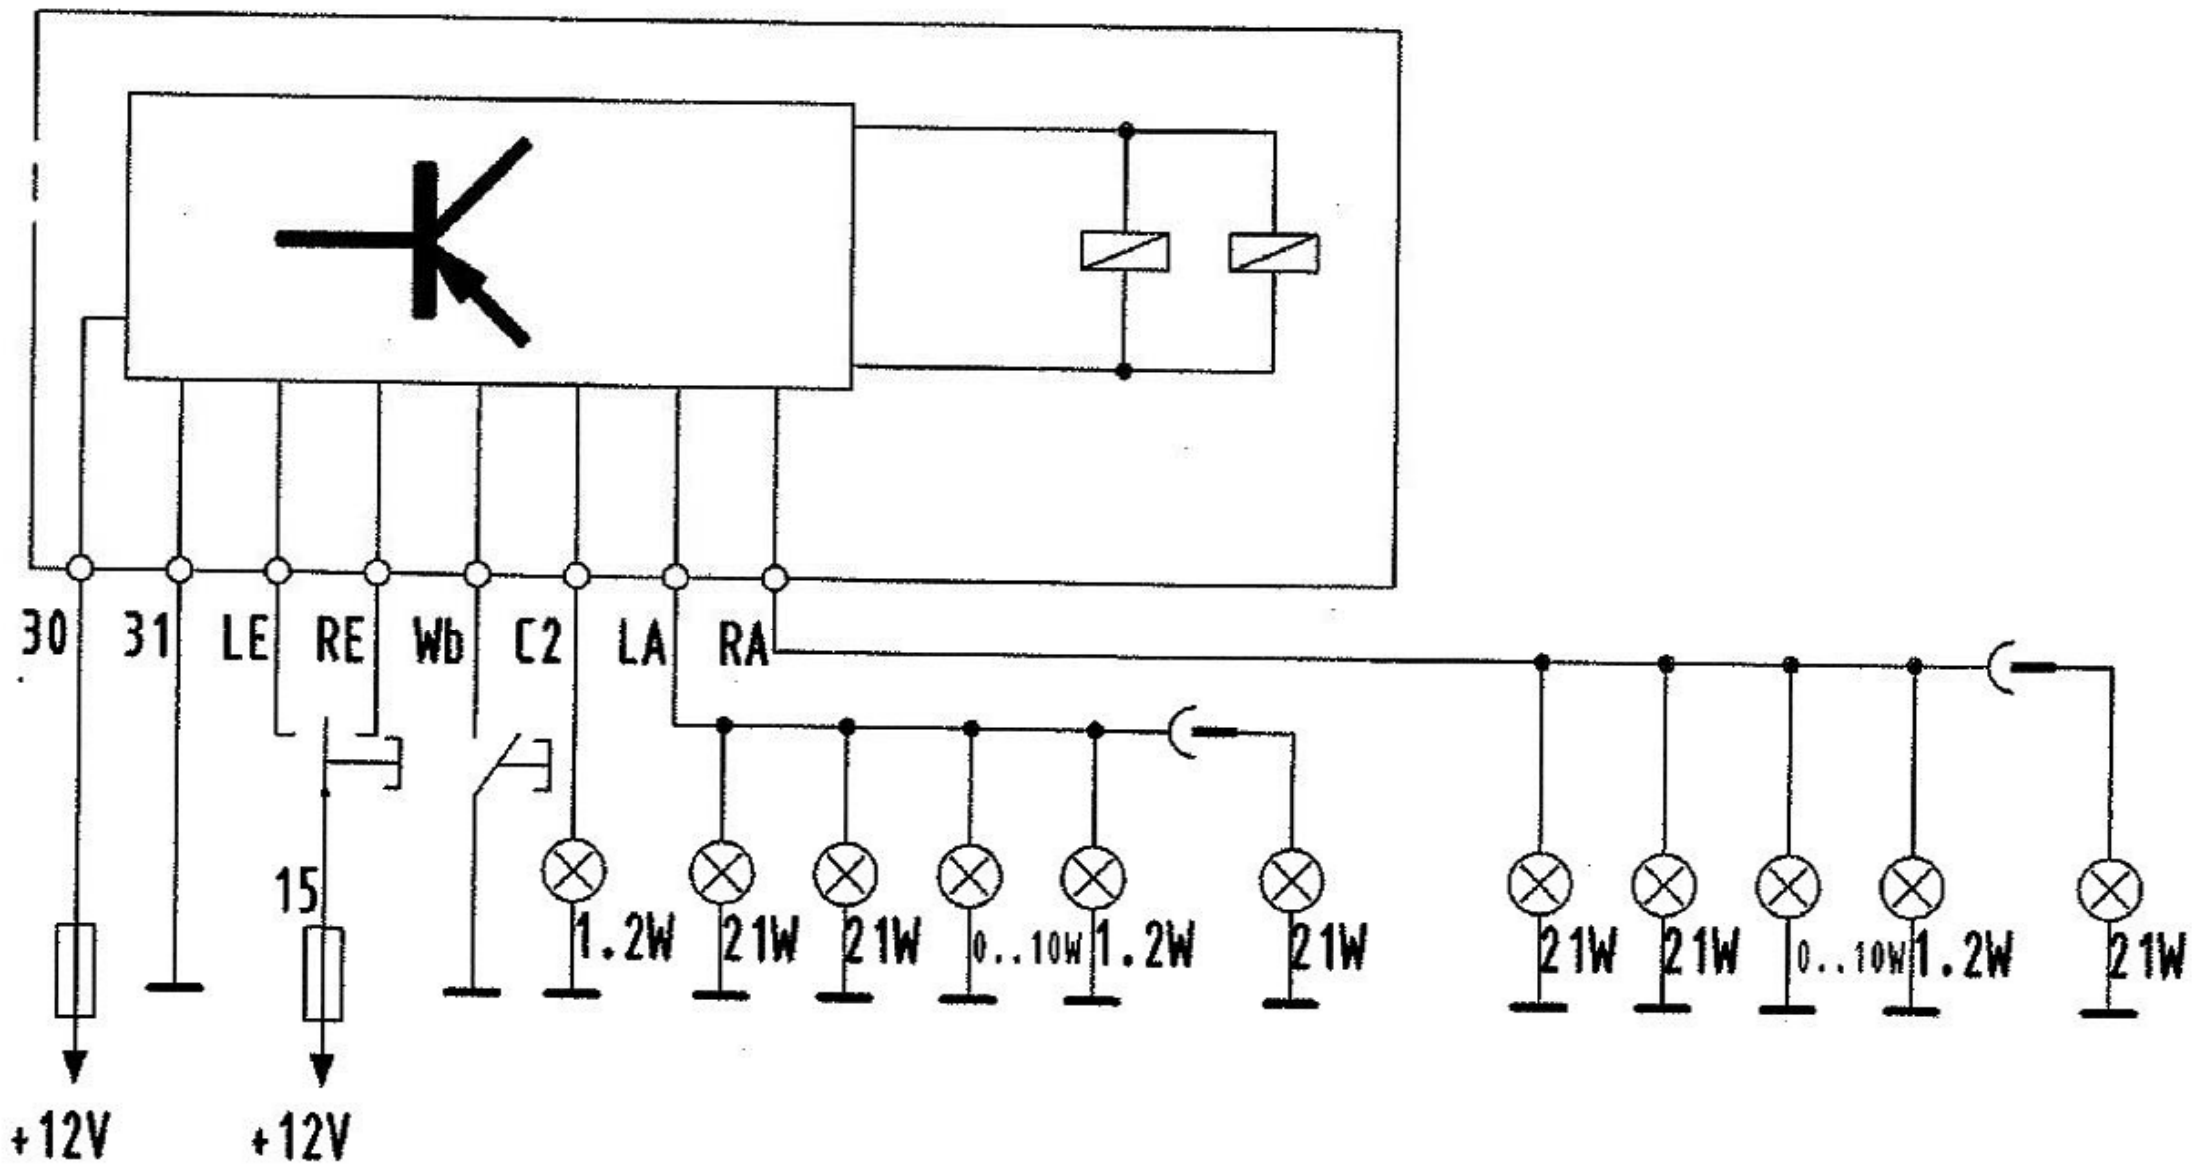 30 31 LE RE Wb C2 LA RA
15
1.2W 21W 21W 0..10W 1.2W 21W 21W 21W 0..10W 1.2W 21W
+12V +12V